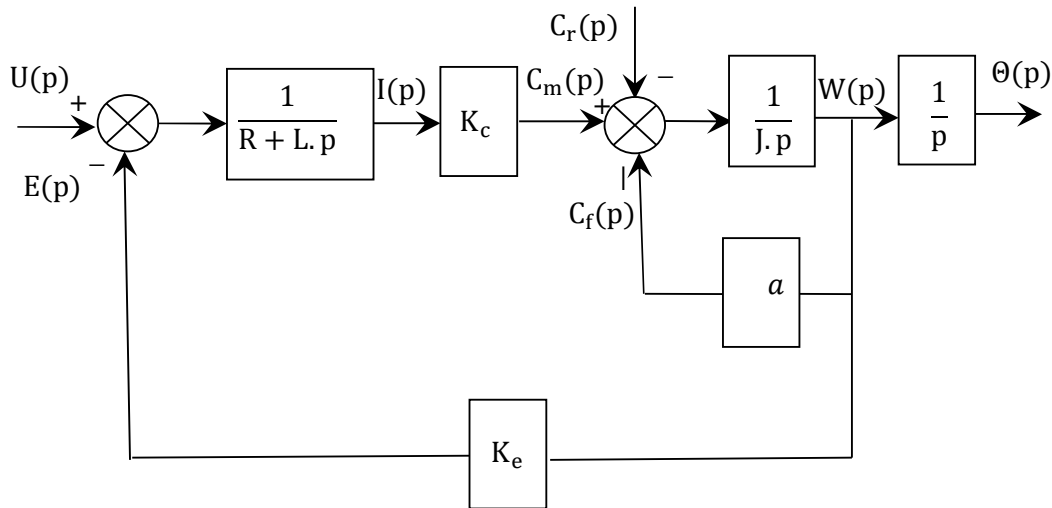 C_r(p)
U(p)
+
−
E(p)
1
R + L. p
I(p)
K_c
C_m(p)
+
−
1
J. p
W(p)
1
p
Θ(p)
−
C_f(p)
a
K_e